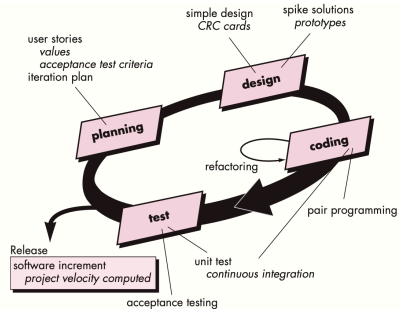 simple design
CRC cards
spike solutions
prototypes
user stories
values
acceptance test criteria
iteration plan
design
planning
coding
refactoring
test
pair programming
Release
software increment
project velocity computed
unit test
continuous integration
acceptance testing